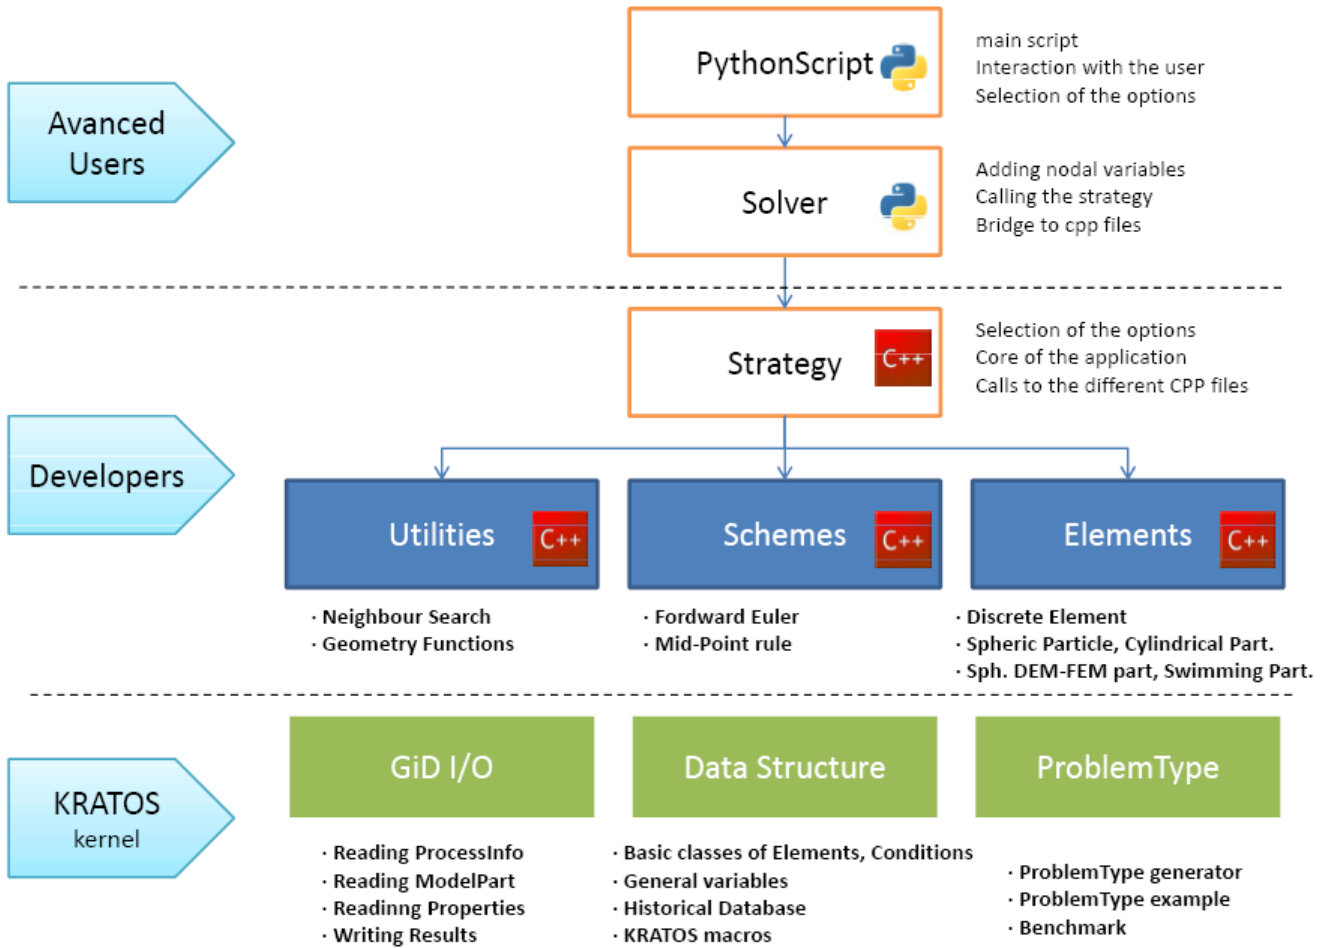 PythonScript
main script
Interaction with the user
Selection of the options
Avanced
Users
Solver
Adding nodal variables
Calling the strategy
Bridge to cpp files
Strategy
C++
Selection of the options
Core of the application
Calls to the different CPP files
Developers
Utilities
C++
Schemes
C++
Elements
C++
· Neighbour Search
· Geometry Functions
· Fordward Euler
· Mid-Point rule
· Discrete Element
· Spheric Particle, Cylindrical Part.
· Sph. DEM-FEM part, Swimming Part.
KRATOS
kernel
GiD I/O
Data Structure
ProblemType
· Reading ProcessInfo
· Reading ModelPart
· Readinng Properties
· Writing Results
· Basic classes of Elements, Conditions
· General variables
· Historical Database
· KRATOS macros
· ProblemType generator
· ProblemType example
· Benchmark